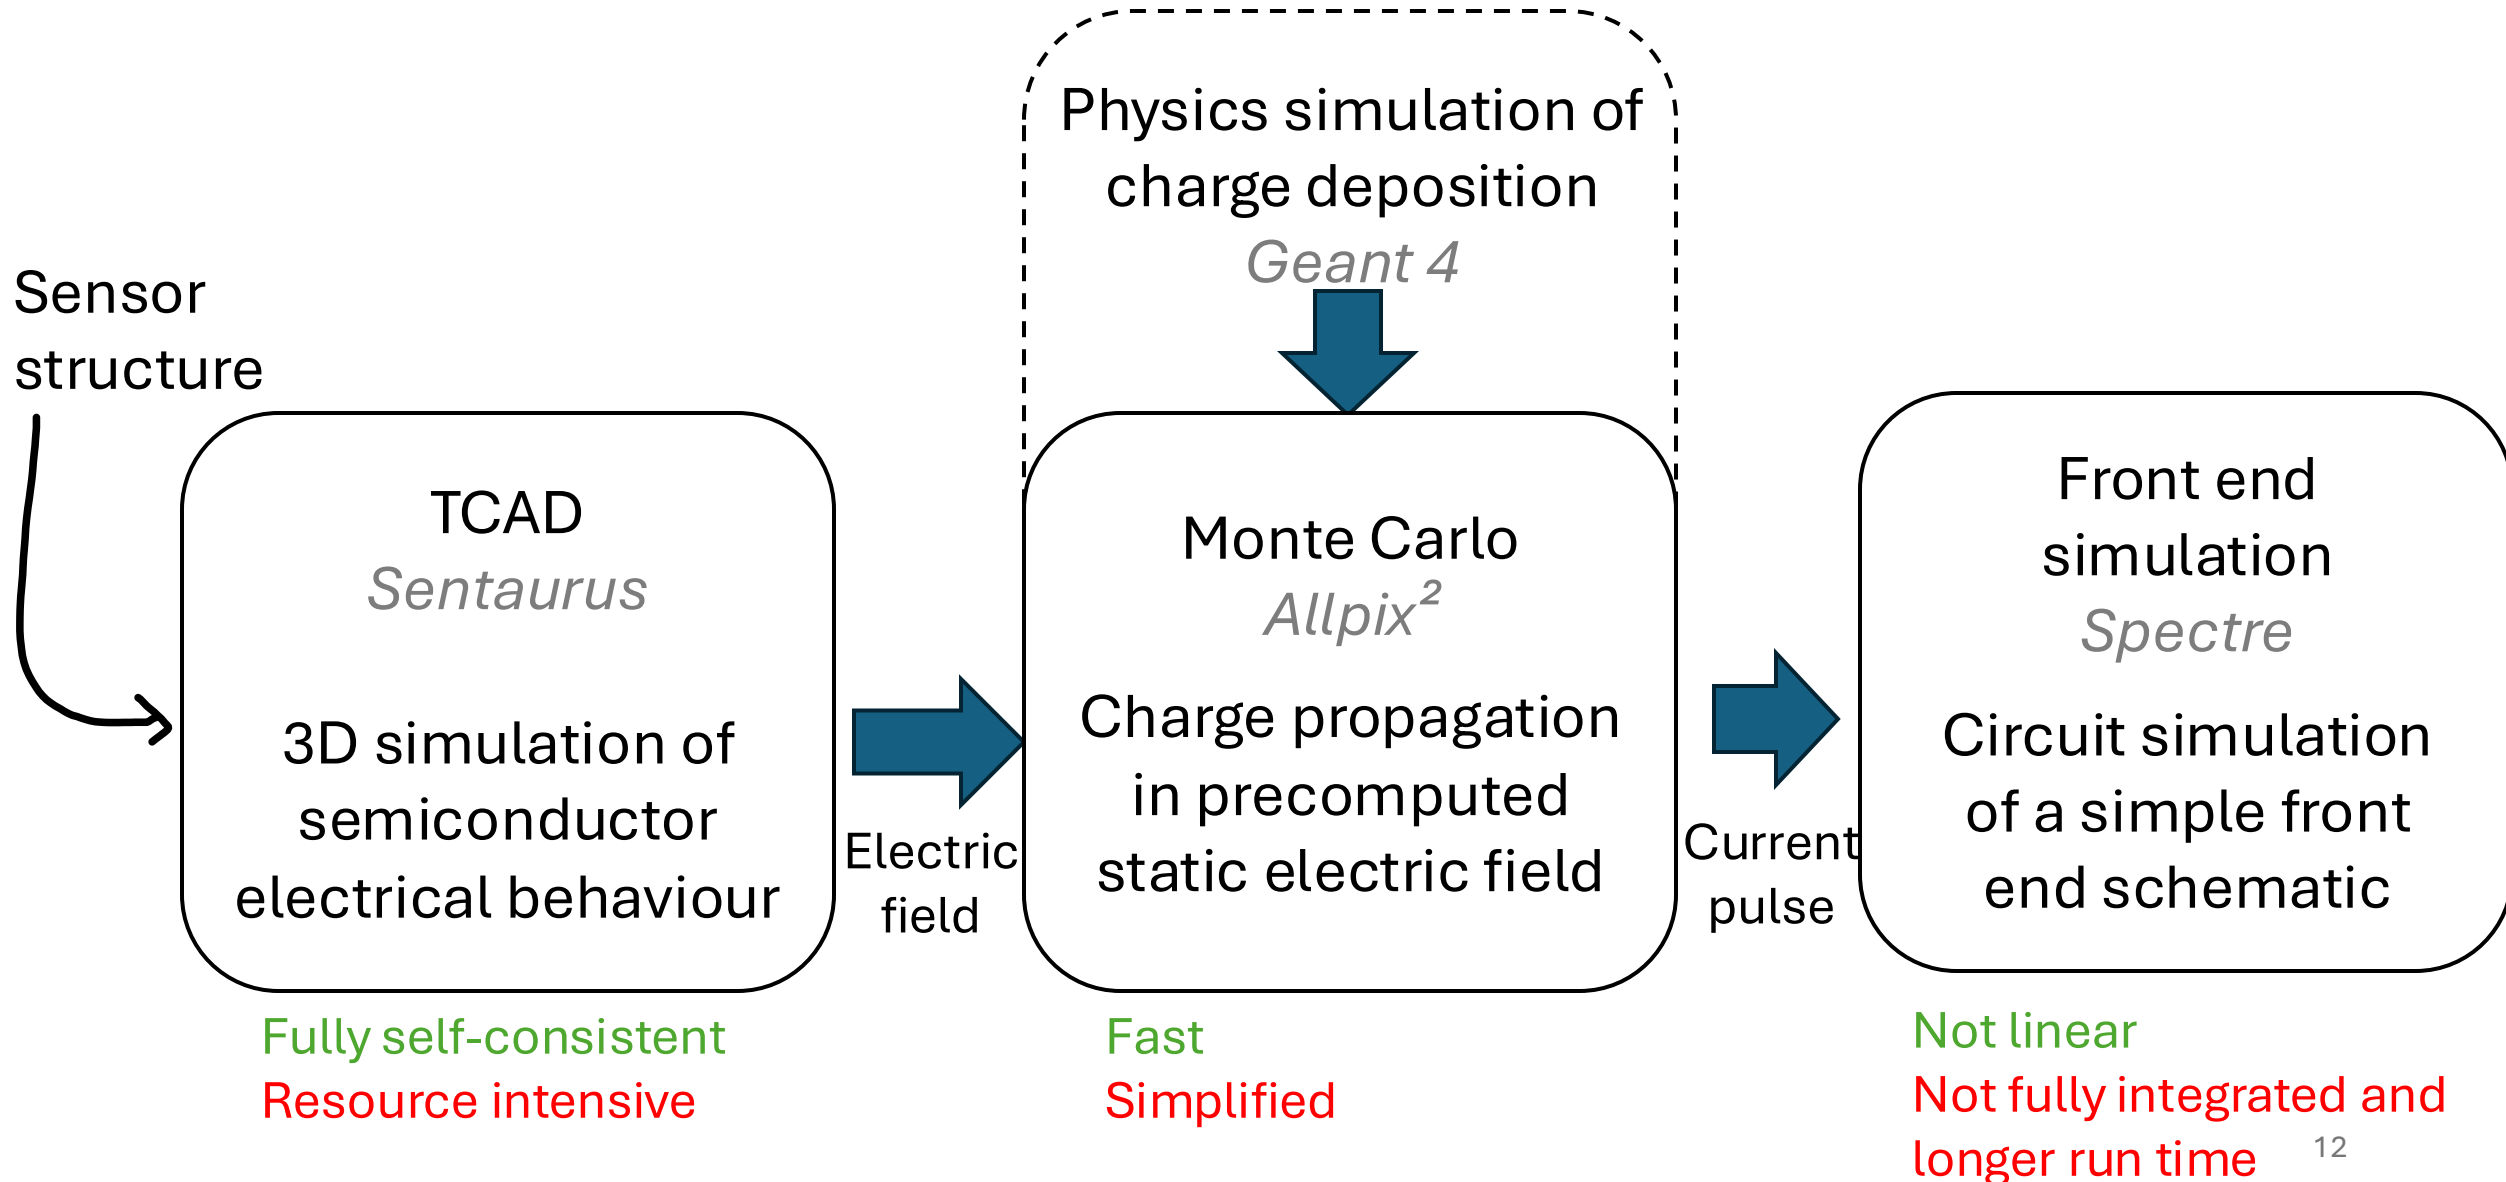 Sensor
structure
TCAD
Sentaurus
3D simulation of
semiconductor
electrical behaviour
Fully self-consistent
Resource intensive
Electric
field
Physics simulation of
charge deposition
Geant 4
Monte Carlo
Allpix²
Charge propagation
in precomputed
static electric field
Fast
Simplified
Current
pulse
Front end
simulation
Spectre
Circuit simulation
of a simple front
end schematic
Not linear
Not fully integrated and
longer run time
12